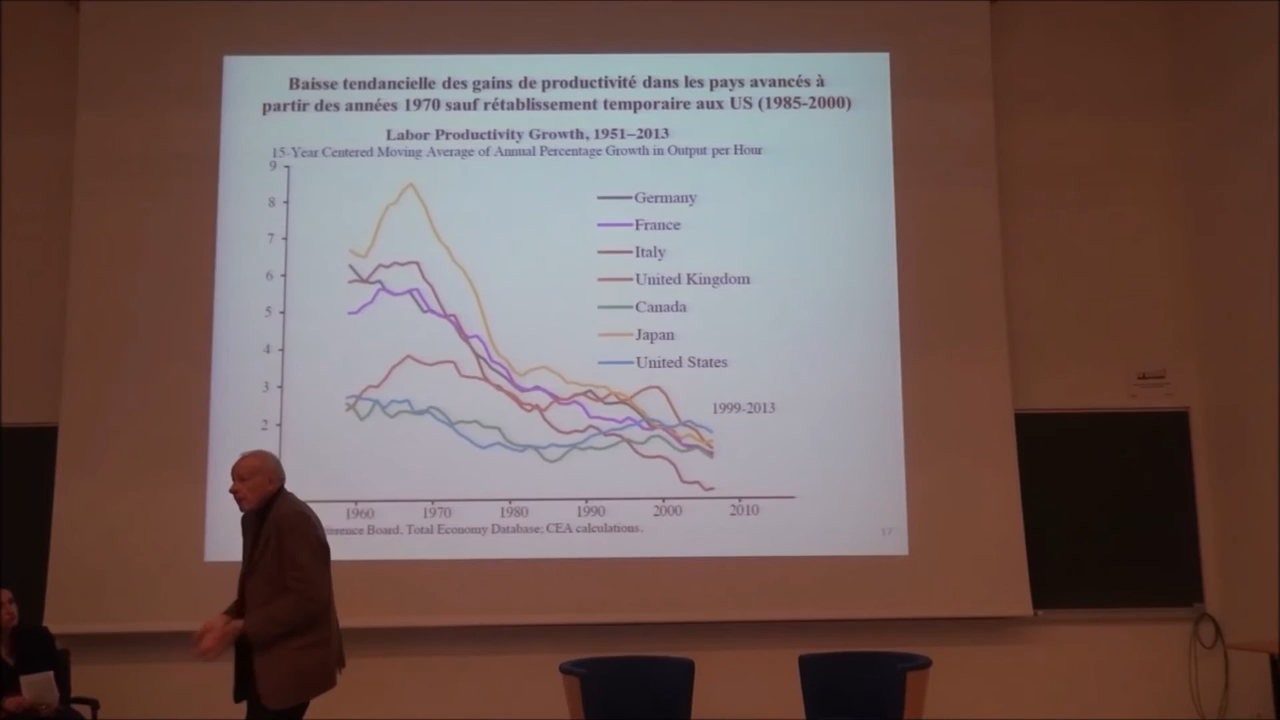 Baisse tendancielle des gains de productivité dans les pays avancés à
partir des années 1970 sauf rétablissement temporaire aux US (1985-2000)
Labor Productivity Growth, 1951–2013
15-Year Centered Moving Average of Annual Percentage Growth in Output per Hour
9
8
7
6
5
4
3
2
Germany
France
Italy
United Kingdom
Canada
Japan
United States
1999-2013
1960 1970 1980 1990 2000 2010
Board, Total Economy Database; CEA calculations.
17